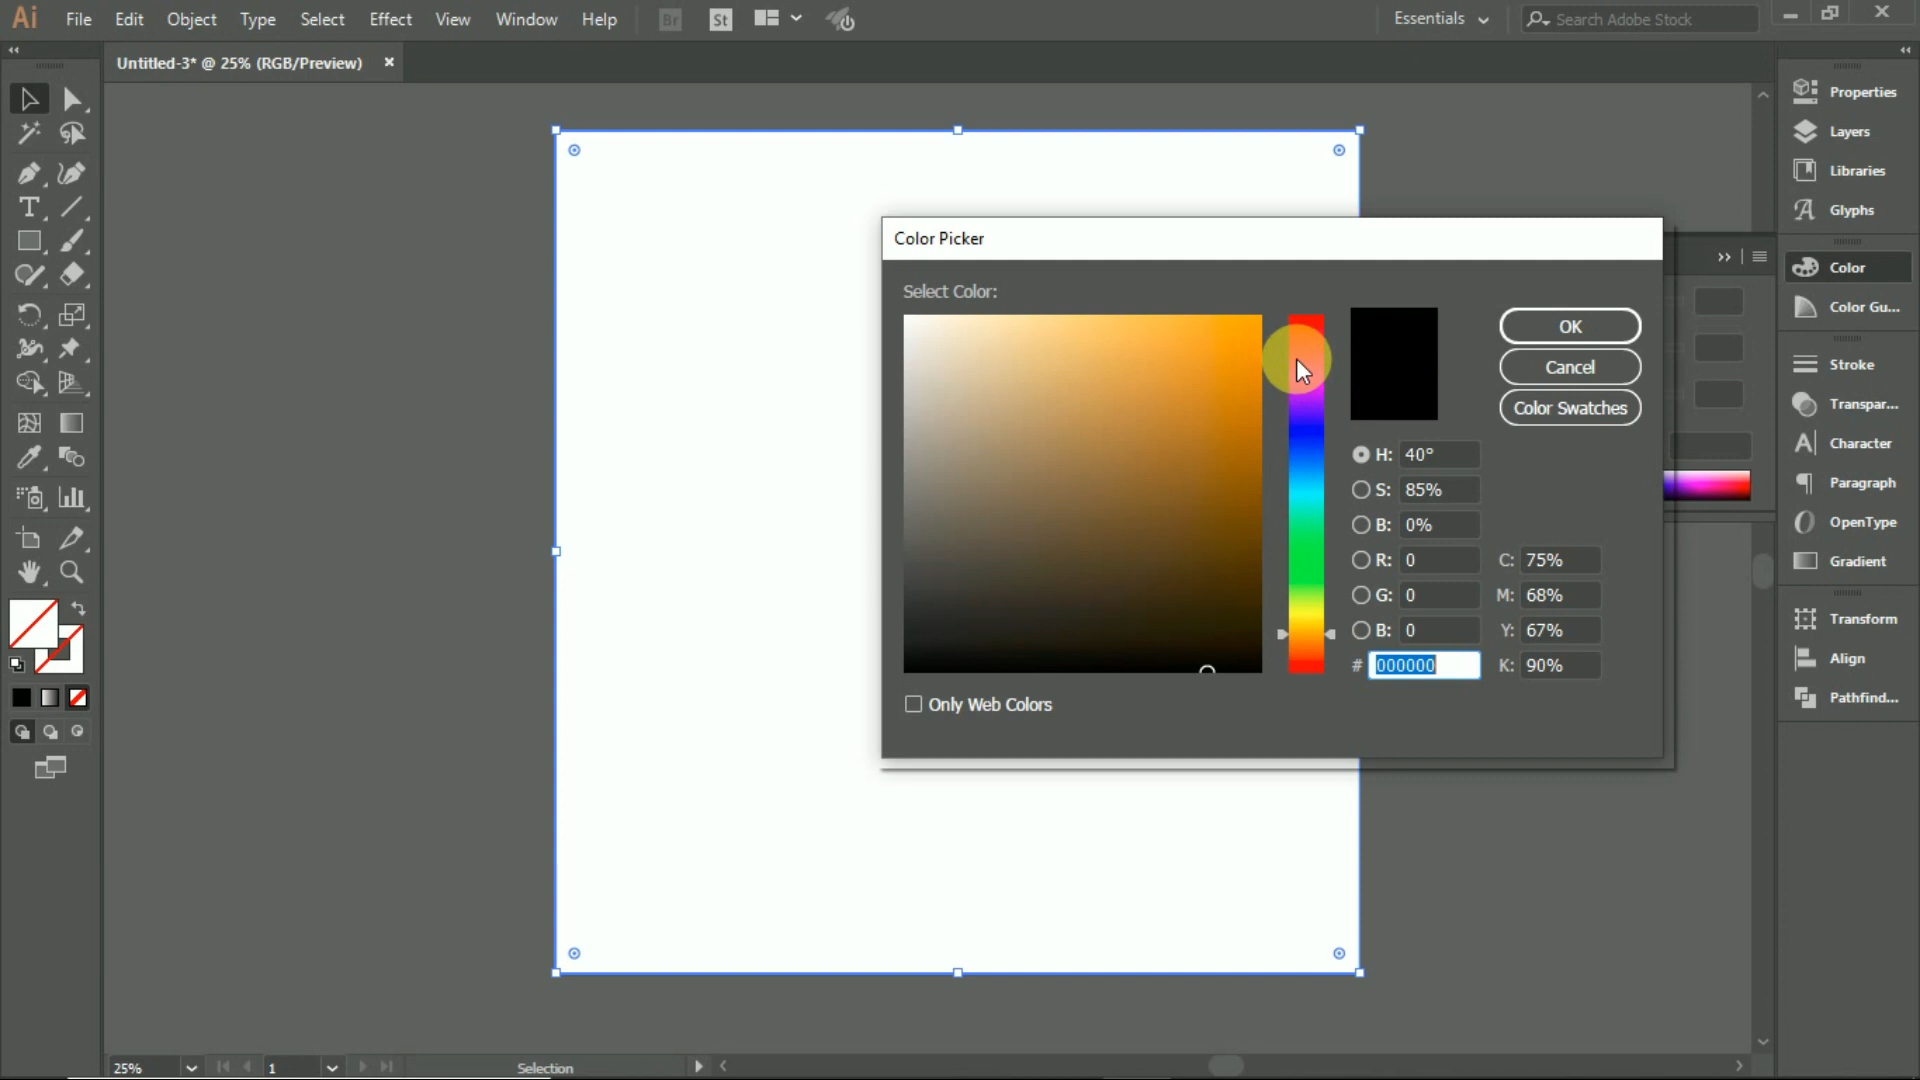 Ai File Edit Object Type Select Effect View Window Help Br St Essentials Search Adobe Stock
Untitled-3* @ 25% (RGB/Preview)
Properties
Layers
Libraries
Glyphs
Color
Color Gu...
Stroke
Transpar...
Character
Paragraph
OpenType
Gradient
Transform
Align
Pathfind...
Color Picker
Select Color:
OK
Cancel
Color Swatches
H: 40°
S: 85%
B: 0%
R: 0 C: 75%
G: 0 M: 68%
B: 0 Y: 67%
# 000000 K: 90%
Only Web Colors
25% 1 Selection